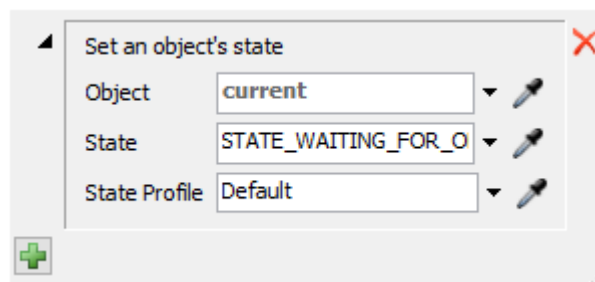 Set an object's state
Object current
State STATE_WAITING_FOR_O
State Profile Default